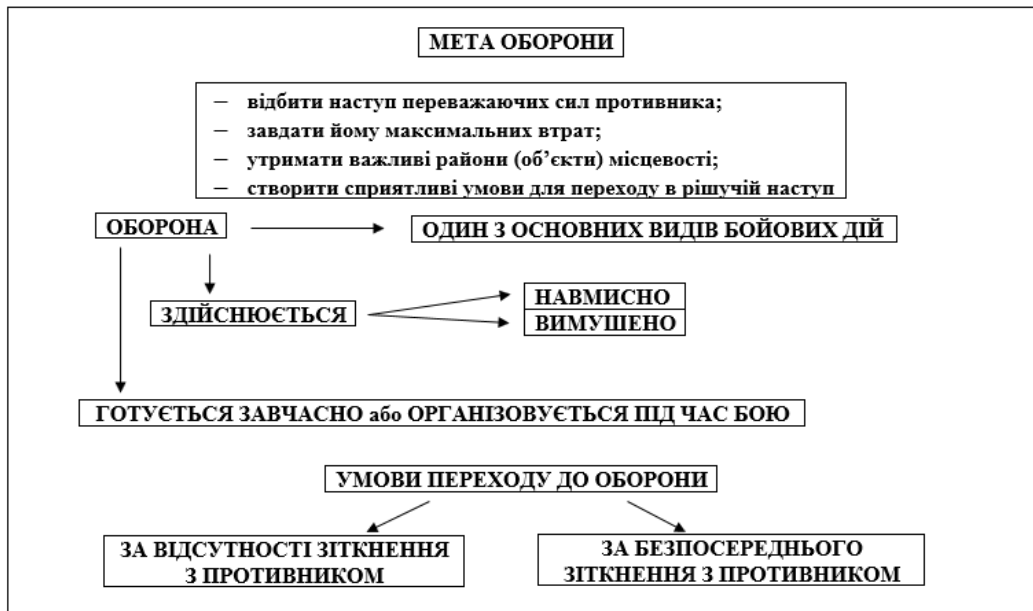 МЕТА ОБОРОНИ
– відбити наступ переважаючих сил противника;
– завдати йому максимальних втрат;
– утримати важливі райони (об’єкти) місцевості;
– створити сприятливі умови для переходу в рішучій наступ
ОБОРОНА
ОДИН З ОСНОВНИХ ВИДІВ БОЙОВИХ ДІЙ
ЗДІЙСНЮЄТЬСЯ
НАВМИСНО
ВИМУШЕНО
ГОТУЄТЬСЯ ЗАВЧАСНО або ОРГАНІЗОВУЄТЬСЯ ПІД ЧАС БОЮ
УМОВИ ПЕРЕХОДУ ДО ОБОРОНИ
ЗА ВІДСУТНОСТІ ЗІТКНЕННЯ
З ПРОТИВНИКОМ
ЗА БЕЗПОСЕРЕДНЬОГО
ЗІТКНЕННЯ З ПРОТИВНИКОМ